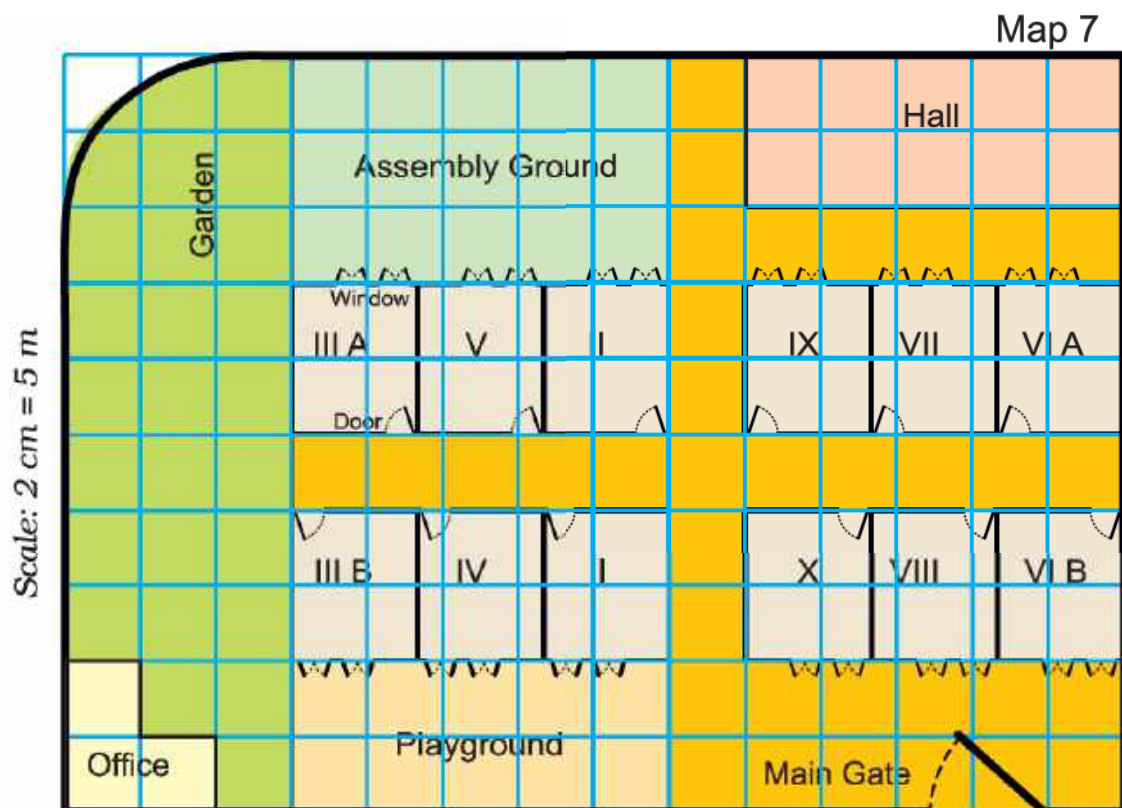 Map 7
Hall
Assembly Ground
Garden
Window
III A
V
I
IX
VII
VI A
Door
Scale: 2 cm = 5 m
III B
IV
I
X
VIII
VI B
Playground
Office
Main Gate